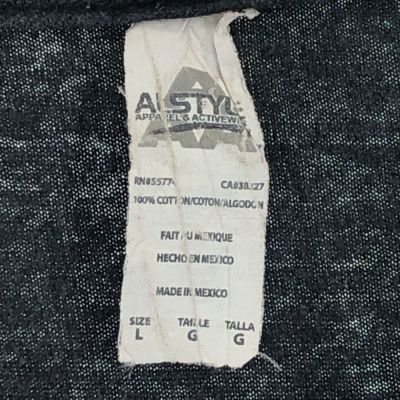 ALSTYLE
APPAREL & ACTIVEWEAR
RN#55774 CA#38327
100% COTTON/COTON/ALGODON
FAIT AU MEXIQUE
HECHO EN MEXICO
MADE IN MEXICO
SIZE TAILLE TALLA
L G G